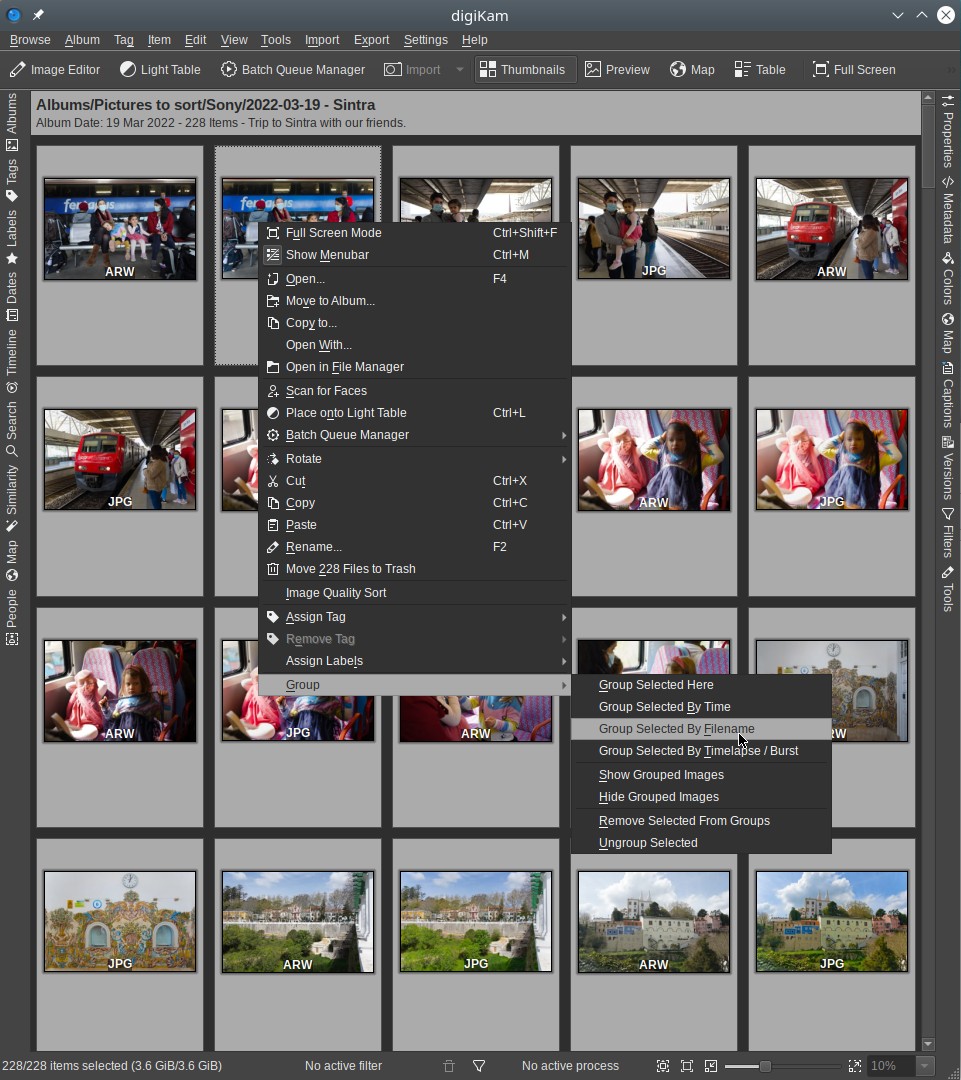 digiKam
Browse Album Tag Item Edit View Tools Import Export Settings Help
Image Editor Light Table Batch Queue Manager Import Thumbnails Preview Map Table Full Screen
Albums/Pictures to sort/Sony/2022-03-19 - Sintra
Album Date: 19 Mar 2022 - 228 Items - Trip to Sintra with our friends.
Albums
Tags
Labels
Dates
Timeline
Search
Similarity
Map
People
ARW
JPG
ARW
Full Screen Mode Ctrl+Shift+F
Show Menubar Ctrl+M
Open... F4
Move to Album...
Copy to...
Open With...
Open in File Manager
Scan for Faces
Place onto Light Table Ctrl+L
Batch Queue Manager
Rotate
Cut Ctrl+X
Copy Ctrl+C
Paste Ctrl+V
Rename... F2
Move 228 Files to Trash
Image Quality Sort
Assign Tag
Remove Tag
Assign Labels
Group
Group Selected Here
Group Selected By Time
Group Selected By Filename
Group Selected By Timelapse / Burst
Show Grouped Images
Hide Grouped Images
Remove Selected From Groups
Ungroup Selected
JPG
ARW
JPG
ARW
JPG
ARW
RW
JPG
ARW
JPG
ARW
JPG
Properties
Metadata
Colors
Map
Captions
Versions
Filters
Tools
228/228 items selected (3.6 GiB/3.6 GiB) No active filter No active process 10%